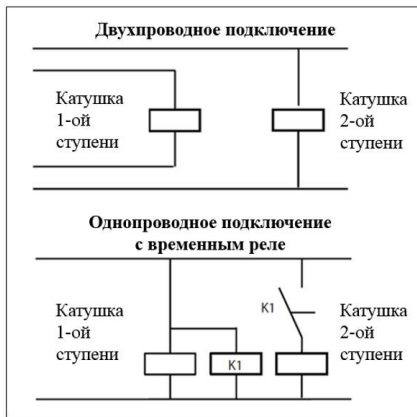 Двухпроводное подключение
Катушка
1-ой
ступени
Катушка
2-ой
ступени
Однопроводное подключение
с временным реле
Катушка
1-ой
ступени
K1
K1
Катушка
2-ой
ступени